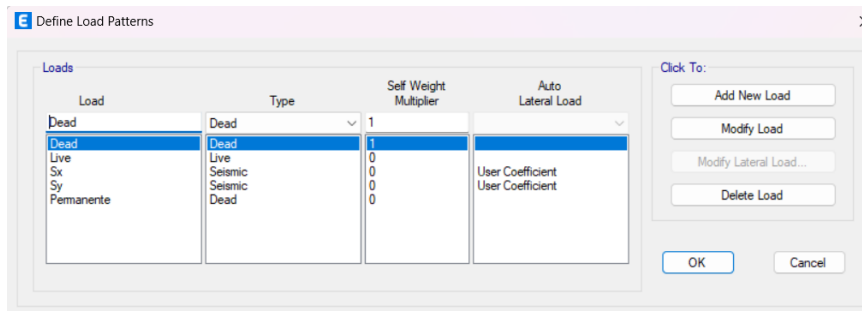 E Define Load Patterns
Loads
Click To:
Load Type Self Weight Multiplier Auto Lateral Load
Dead Dead 1
Dead Dead 1
Live Live 0
Sx Seismic 0 User Coefficient
Sy Seismic 0 User Coefficient
Permanente Dead 0
Add New Load
Modify Load
Modify Lateral Load...
Delete Load
OK Cancel